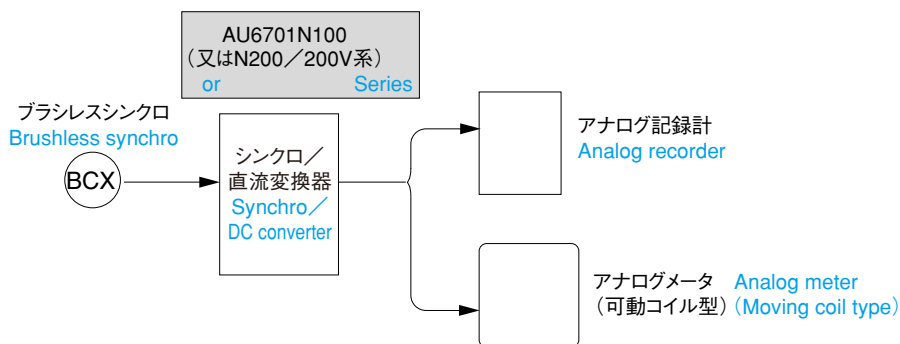 AU6701N100
（又はN200／200V系）
or Series
ブラシレスシンクロ
Brushless synchro
BCX
シンクロ／
直流変換器
Synchro／
DC converter
アナログ記録計
Analog recorder
アナログメータ Analog meter
（可動コイル型）（Moving coil type）